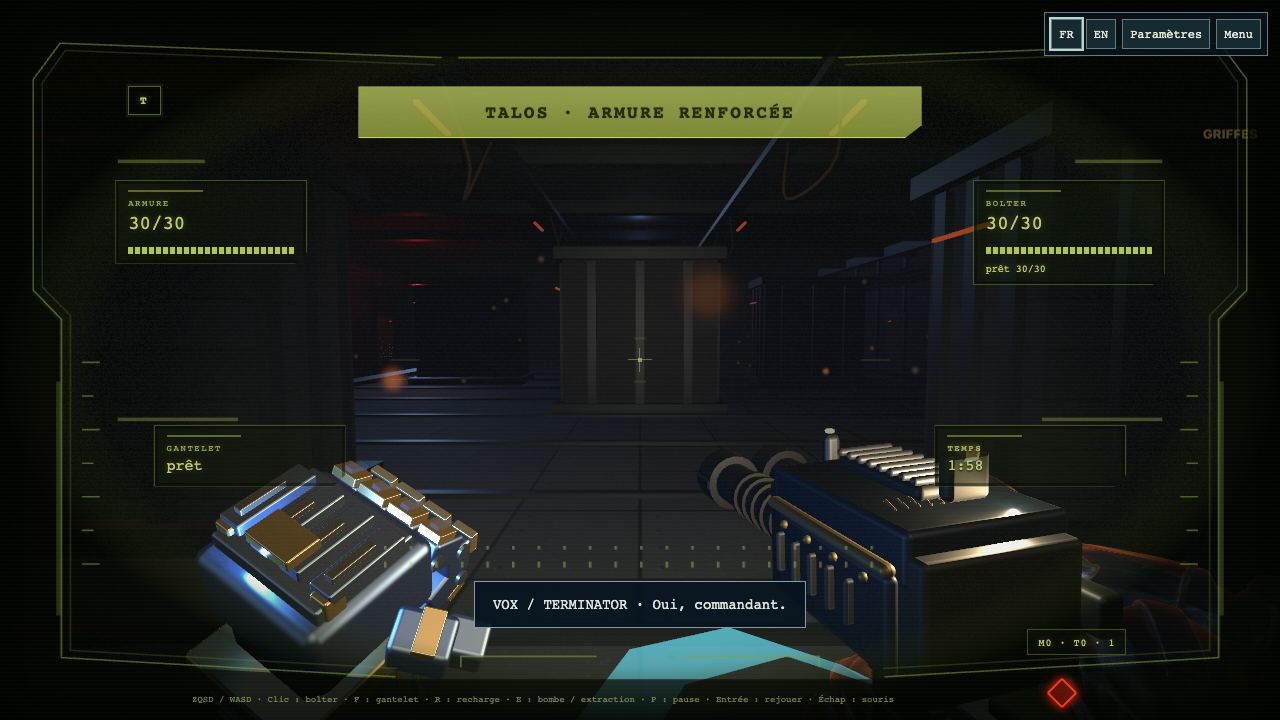 FR EN Paramètres Menu
T
TALOS · ARMURE RENFORCÉE
GRIFFES
ARMURE
30/30
BOLTER
30/30
prêt 30/30
GANTELET
prêt
TEMPS
1:58
VOX / TERMINATOR · Oui, commandant.
M0 · T0 · 1
ZQSD / WASD · Clic : bolter · F : gantelet · R : recharge · E : bombe / extraction · P : pause · Entrée : rejouer · Échap : souris